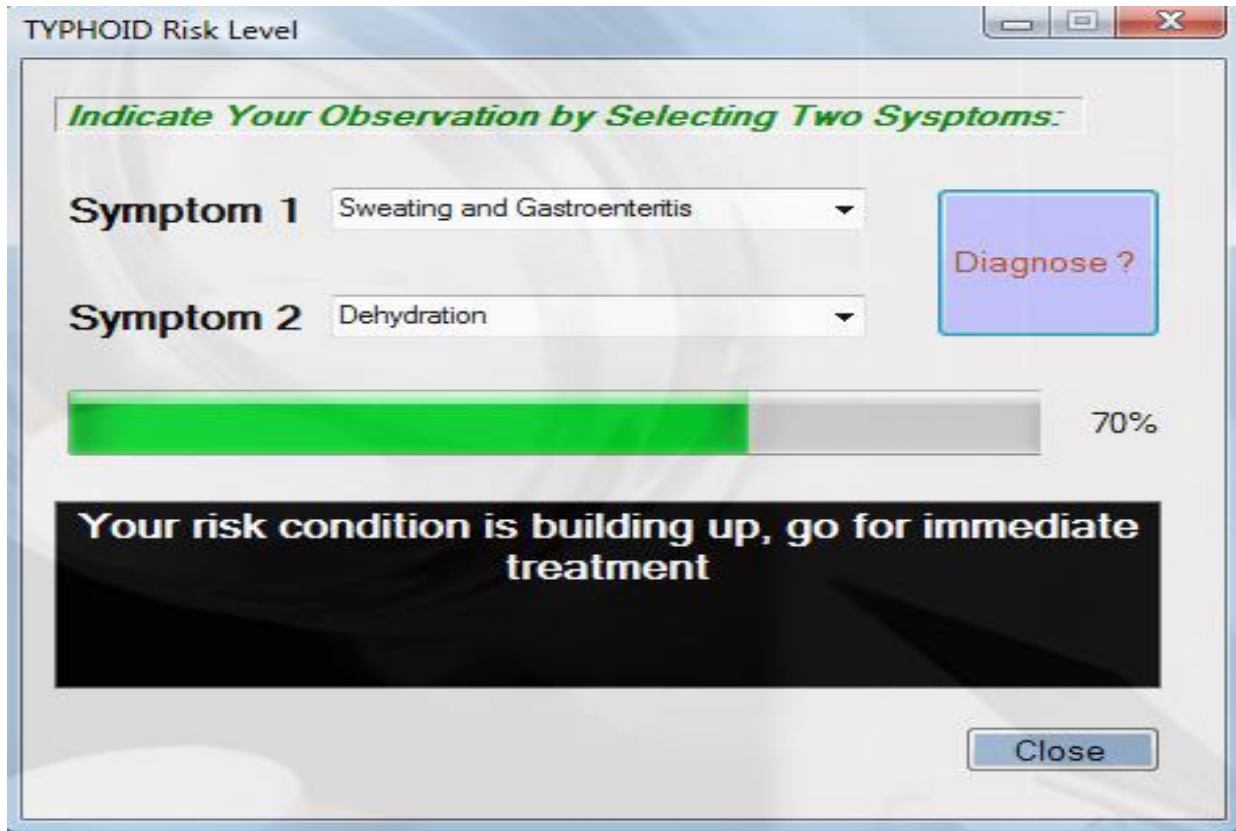 TYPHOID Risk Level
Indicate Your Observation by Selecting Two Sysptoms:
Symptom 1
Sweating and Gastroenteritis
Diagnose ?
Symptom 2
Dehydration
70%
Your risk condition is building up, go for immediate
treatment
Close